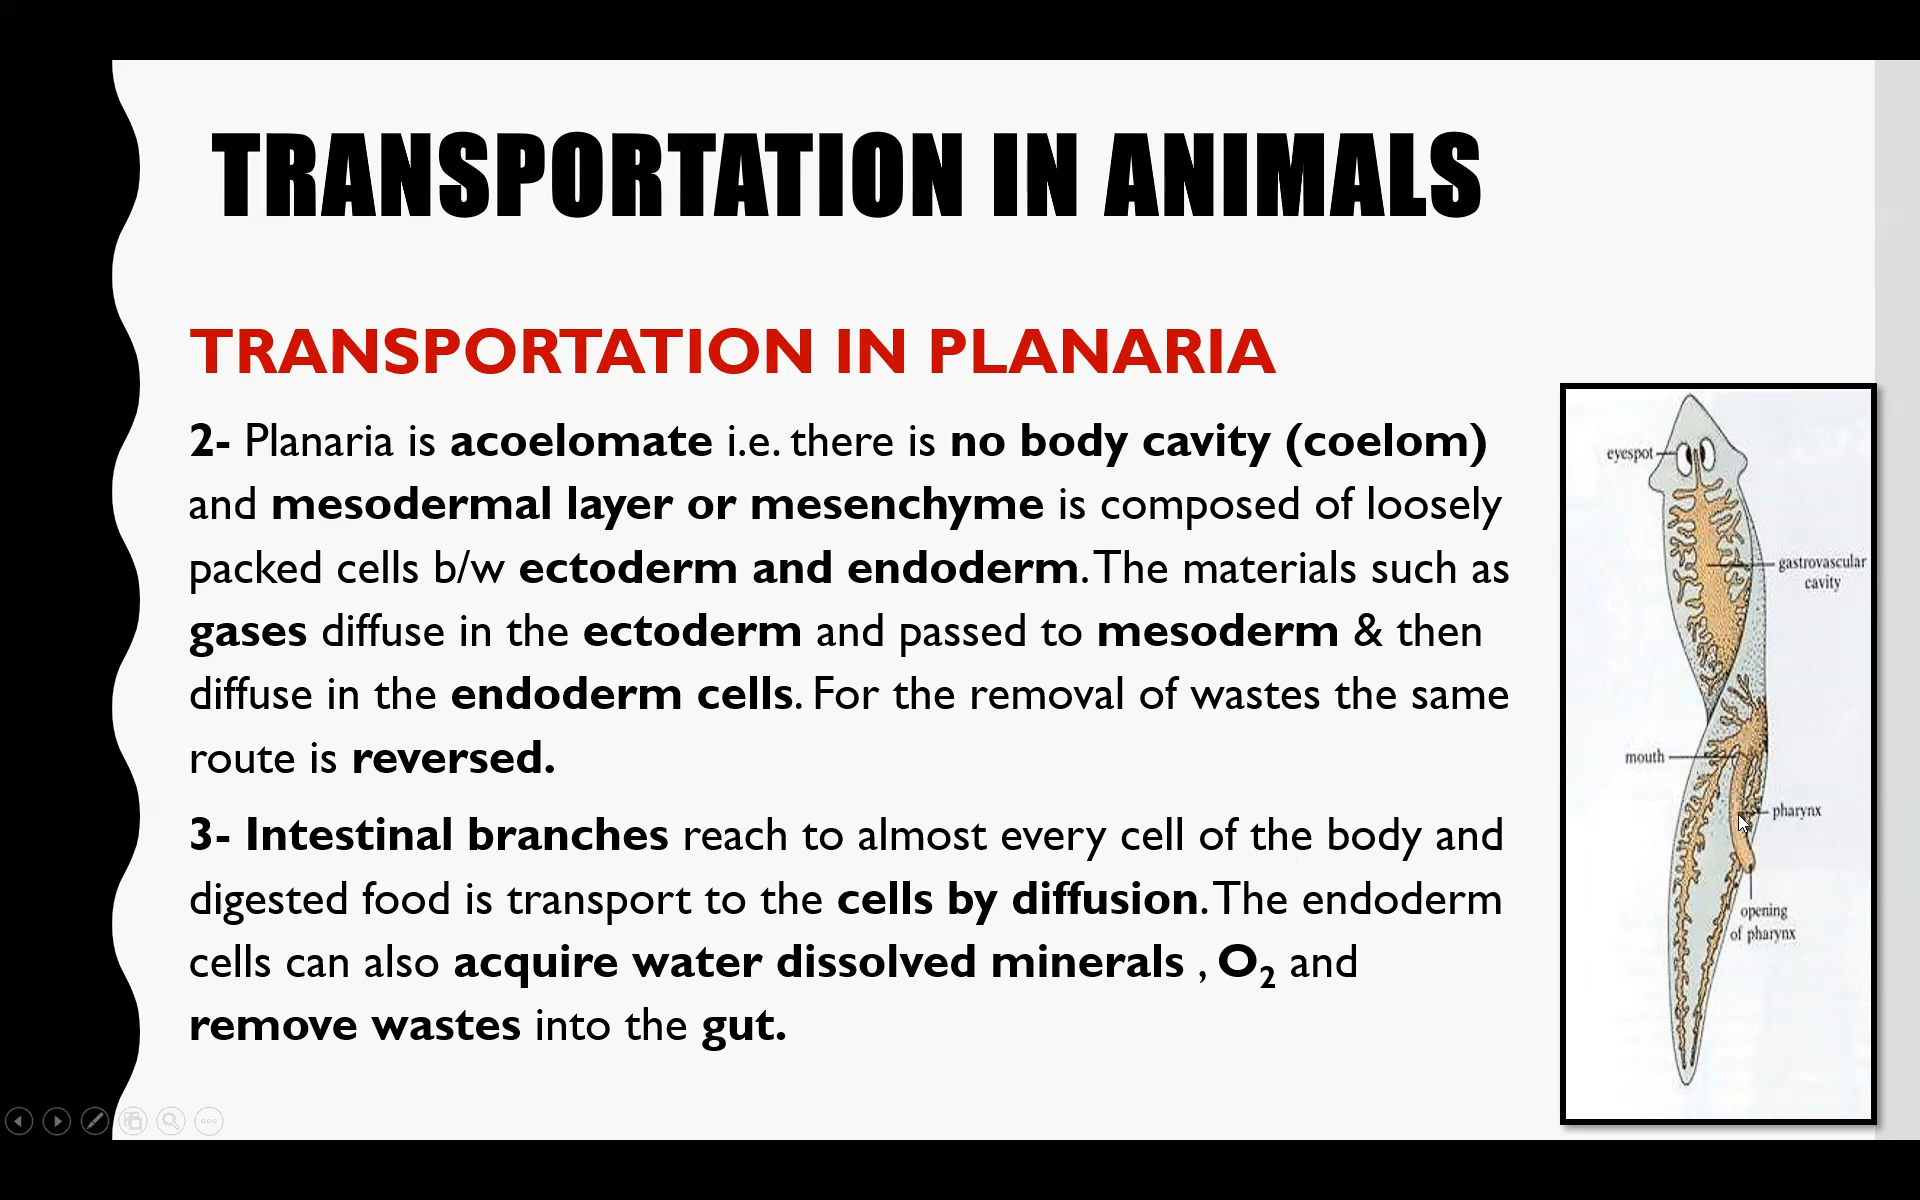 TRANSPORTATION IN ANIMALS
TRANSPORTATION IN PLANARIA
2- Planaria is acoelomate i.e. there is no body cavity (coelom)
and mesodermal layer or mesenchyme is composed of loosely
packed cells b/w ectoderm and endoderm. The materials such as
gases diffuse in the ectoderm and passed to mesoderm & then
diffuse in the endoderm cells. For the removal of wastes the same
route is reversed.
3- Intestinal branches reach to almost every cell of the body and
digested food is transport to the cells by diffusion. The endoderm
cells can also acquire water dissolved minerals , O₂ and
remove wastes into the gut.
eyespot
gastrovascular
cavity
mouth
pharynx
opening
of pharynx